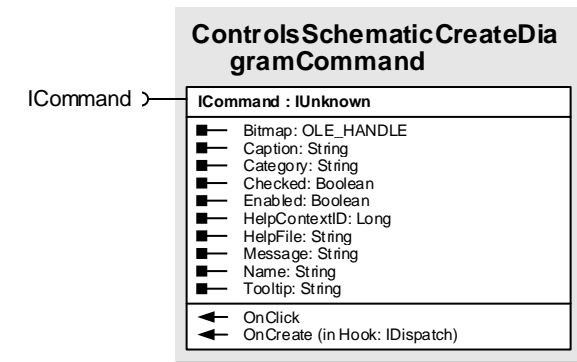 ControlsSchematicCreateDia
gramCommand
ICommand
ICommand : IUnknown
Bitmap: OLE_HANDLE
Caption: String
Category: String
Checked: Boolean
Enabled: Boolean
HelpContextID: Long
HelpFile: String
Message: String
Name: String
Tooltip: String
OnClick
OnCreate (in Hook: IDispatch)